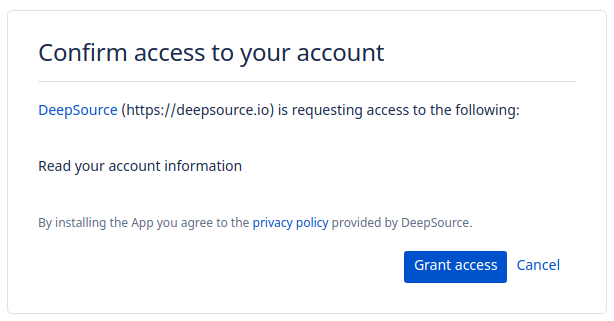 Confirm access to your account
DeepSource (https://deepsource.io) is requesting access to the following:
Read your account information
By installing the App you agree to the privacy policy provided by DeepSource.
Grant access Cancel